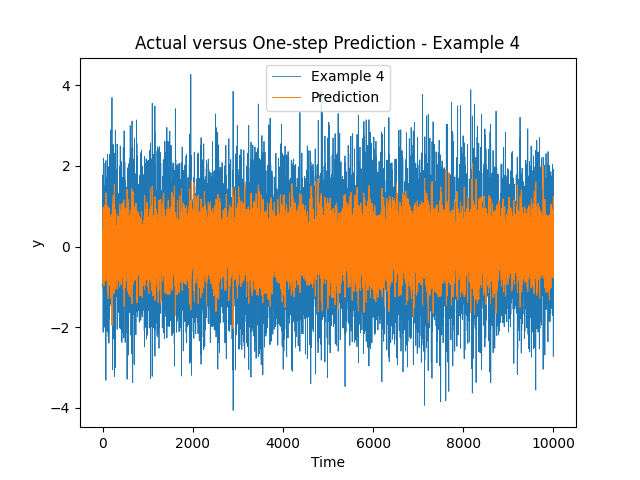 Actual versus One-step Prediction - Example 4
Example 4
Prediction
y
4
2
0
−2
−4
0 2000 4000 6000 8000 10000
Time